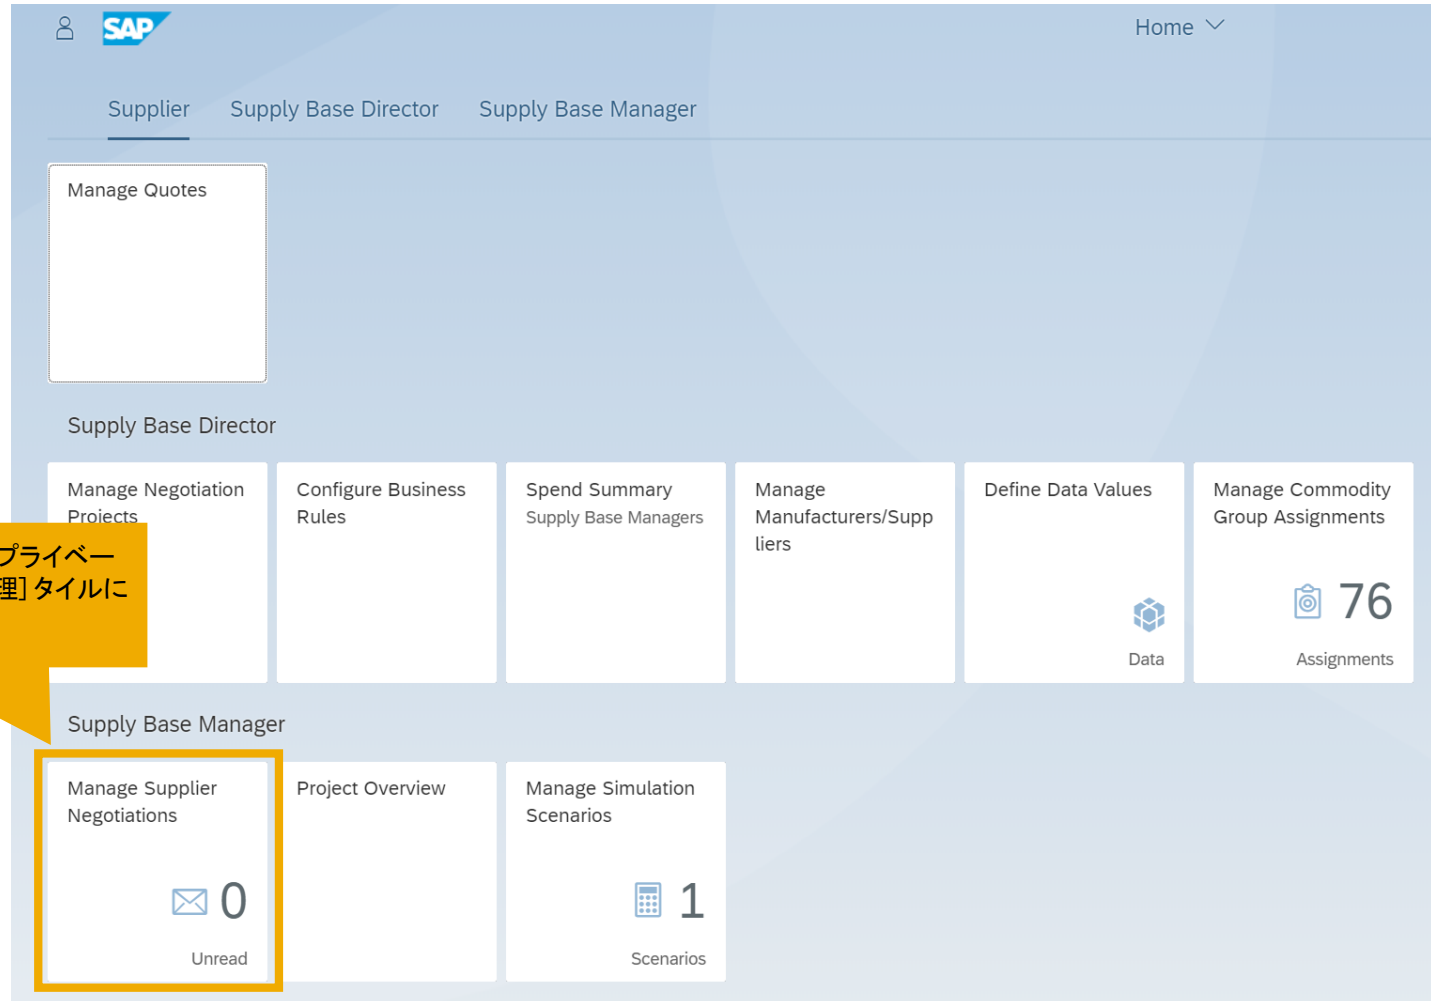 SAP
Home
Supplier
Supply Base Director
Supply Base Manager
Manage Quotes
Supply Base Director
Manage Negotiation
Projects
Configure Business
Rules
Spend Summary
Supply Base Managers
Manage
Manufacturers/Supp
liers
Define Data Values
Data
Manage Commodity
Group Assignments
76
Assignments
プライベー
理] タイルに
Supply Base Manager
Manage Supplier
Negotiations
0
Unread
Project Overview
Manage Simulation
Scenarios
1
Scenarios